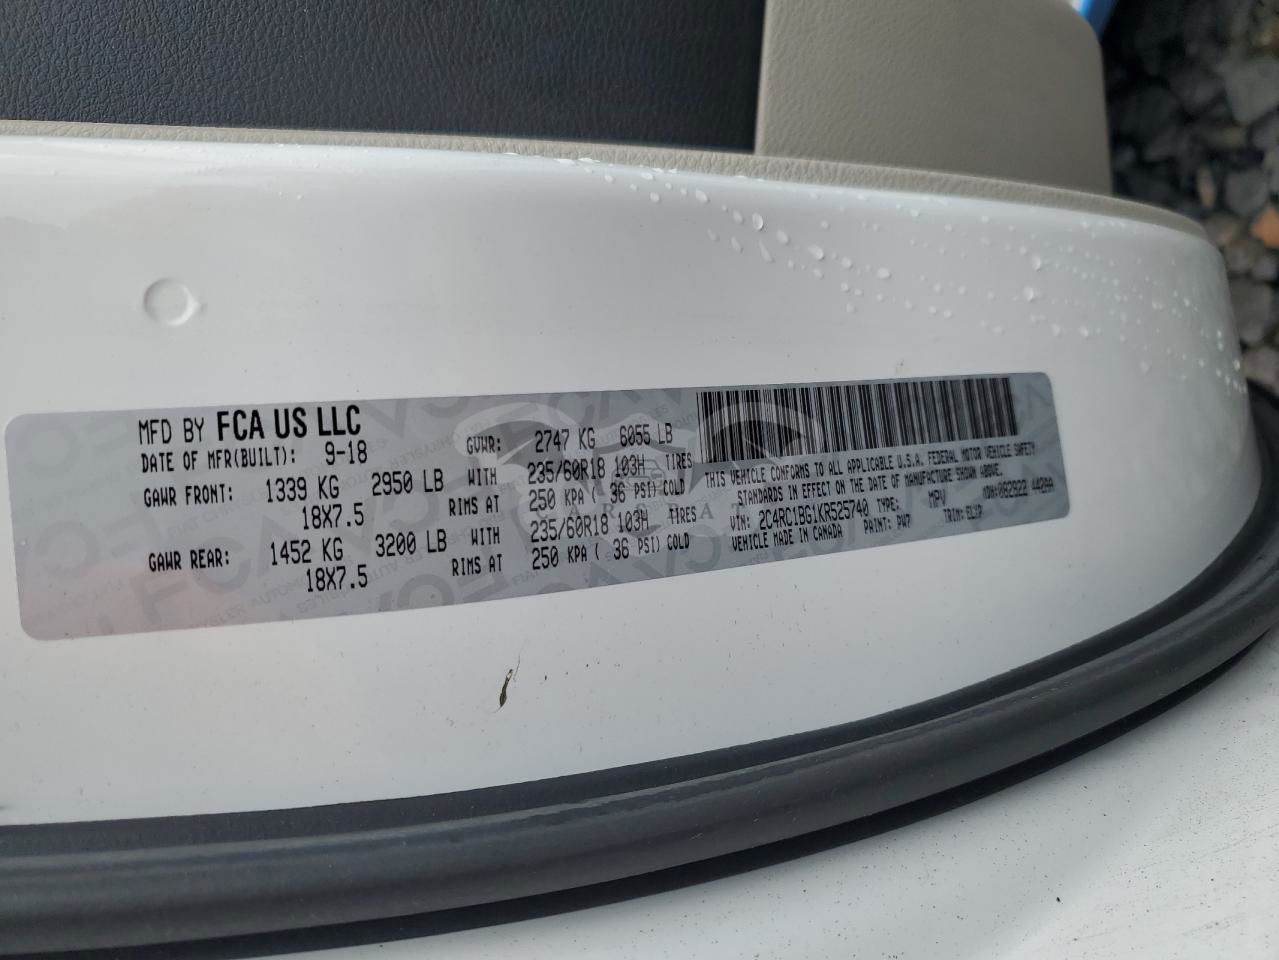 MFD BY FCA US LLC
DATE OF MFR(BUILT): 9-18 GVWR: 2747 KG 6055 LB
GAWR FRONT: 1339 KG 2950 LB WITH 235/60R18 103H TIRES
18X7.5 RIMS AT 250 KPA ( 36 PSI) COLD
GAWR REAR: 1452 KG 3200 LB WITH 235/60R18 103H TIRES
18X7.5 RIMS AT 250 KPA ( 36 PSI) COLD
THIS VEHICLE CONFORMS TO ALL APPLICABLE U.S.A. FEDERAL MOTOR VEHICLE SAFETY
STANDARDS IN EFFECT ON THE DATE OF MANUFACTURE SHOWN ABOVE.
VIN: 2C4RC1BG1KR525740 TYPE: MPV MDH: 092922 442AA
VEHICLE MADE IN CANADA PAINT: PW7 TRIM: